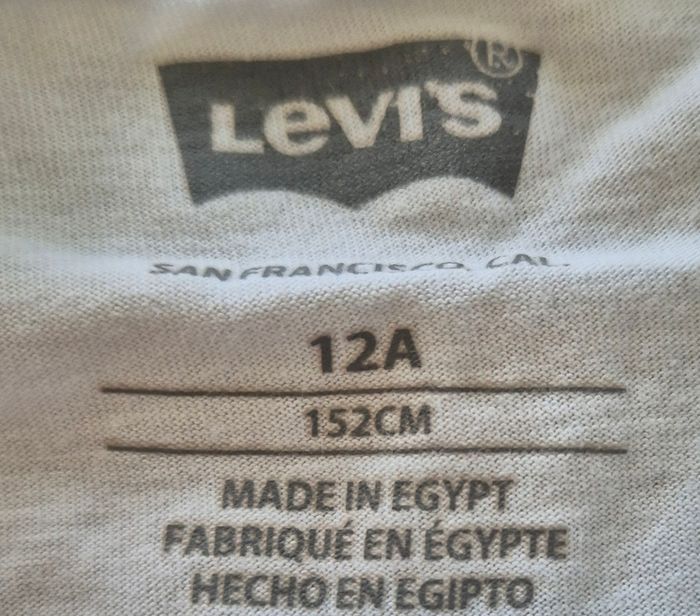 Levi's ®
SAN FRANCISCO, CAL.
12A
152CM
MADE IN EGYPT
FABRIQUÉ EN ÉGYPTE
HECHO EN EGIPTO